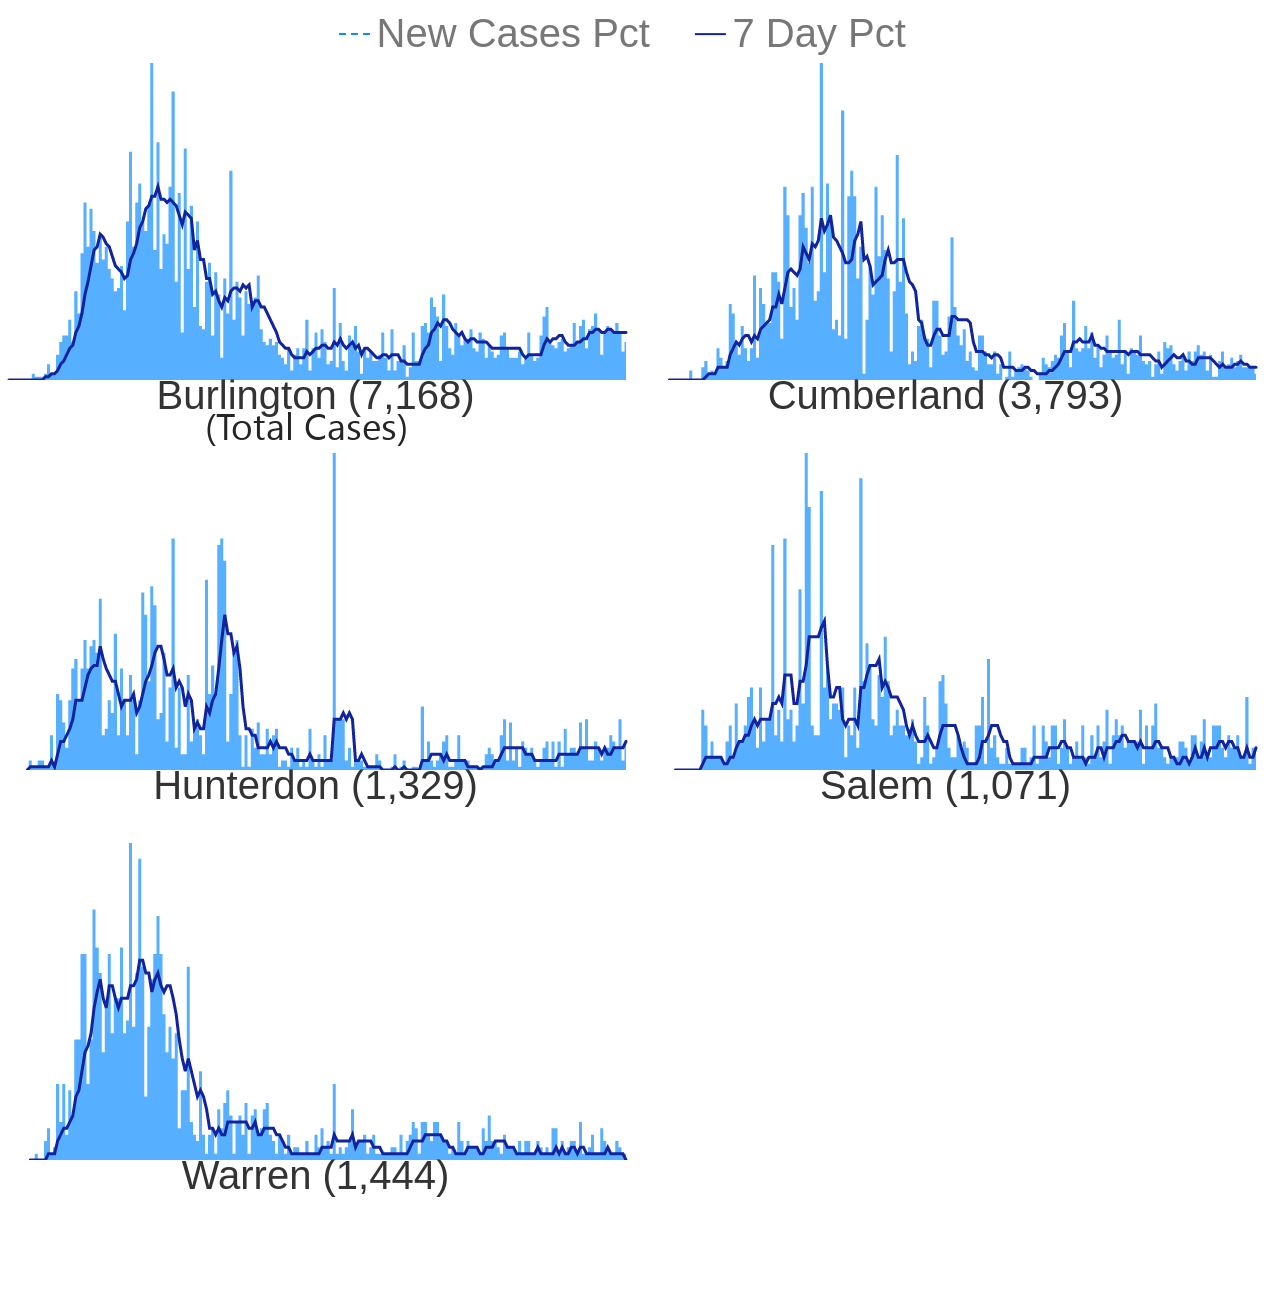 New Cases Pct 7 Day Pct
Burlington (7,168)
(Total Cases)
Cumberland (3,793)
Hunterdon (1,329)
Salem (1,071)
Warren (1,444)